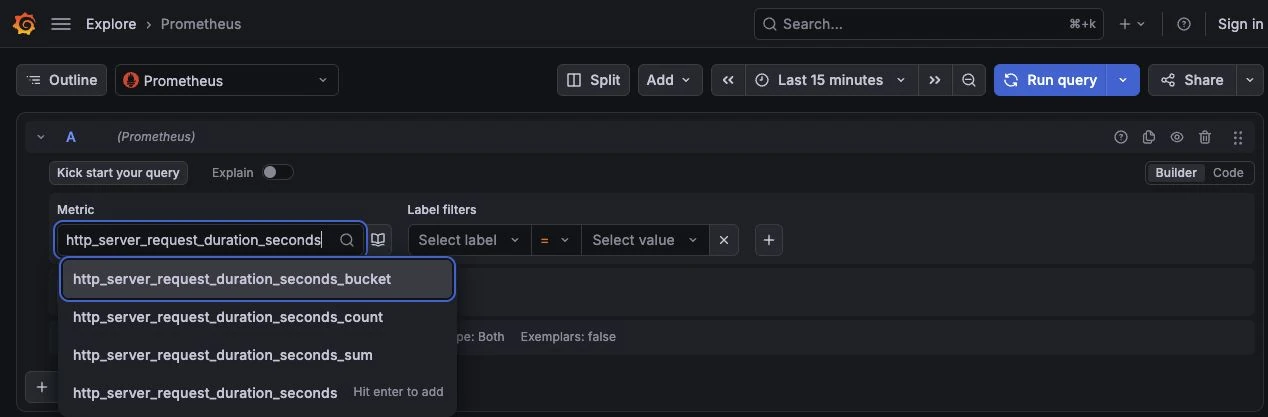 Explore › Prometheus Search... ⌘+k Sign in
Outline Prometheus Split Add Last 15 minutes Run query Share
A (Prometheus)
Kick start your query Explain Builder Code
Metric Label filters
http_server_request_duration_seconds Select label = Select value
http_server_request_duration_seconds_bucket
http_server_request_duration_seconds_count
pe: Both Exemplars: false
http_server_request_duration_seconds_sum
http_server_request_duration_seconds Hit enter to add